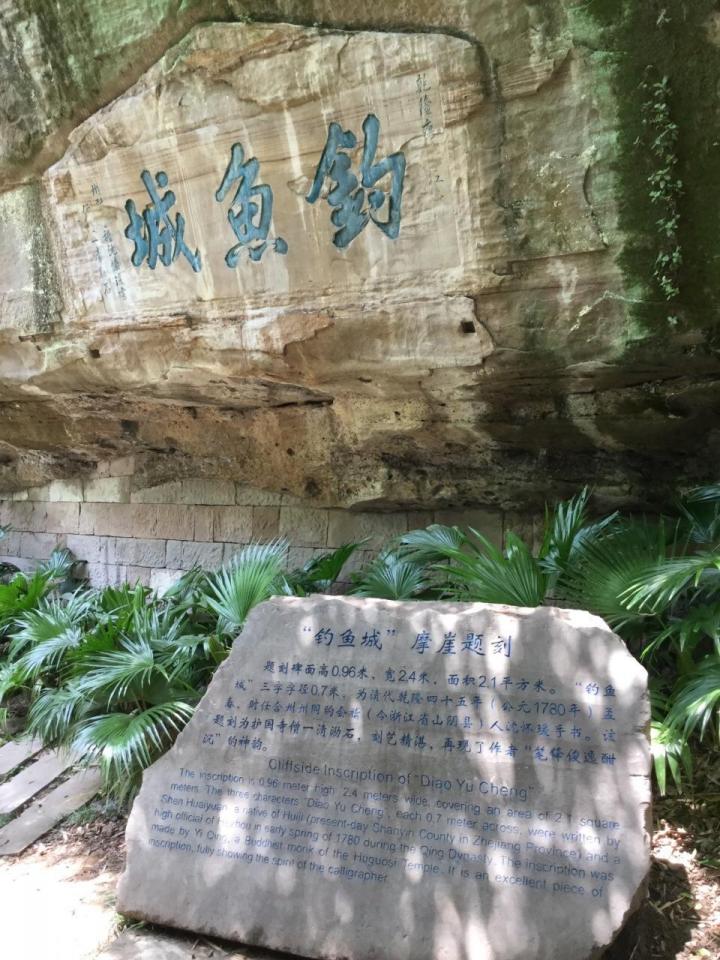 钓鱼城
乾隆
“钓鱼城”摩崖题刻
题刻碑面高0.96米，宽2.4米，面积2.1平方米。“钓鱼
城”三字字径0.7米，为清代乾隆四十五年（公元1780年）孟
春，时任合州州同的会嵇（今浙江省山阴县）人沈怀瑗手书。该
题刻为护国寺僧一清泐石，刻艺精湛，再现了作者“笔锋俊逸酣
沉”的神韵。
Cliffside Inscription of "Diao Yu Cheng"
The inscription is 0.96 meter high, 2.4 meters wide, covering an area of 2.1 square
meters. The three characters "Diao Yu Cheng", each 0.7 meter across, were written by
Shen Huaiyuan, a native of Huiji (present-day Shanyin County in Zhejiang Province) and a
high official of Hezhou in early spring of 1780 during the Qing Dynasty. The inscription was
made by Yi Qing, a Buddhist monk of the Huguosi Temple. It is an excellent piece of
inscription, fully showing the spirit of the calligrapher.